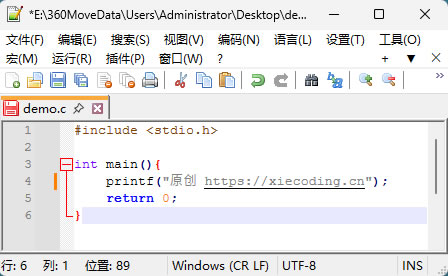 *E:\360MoveData\Users\Administrator\Desktop\de...
文件(F) 编辑(E) 搜索(S) 视图(V) 编码(N) 语言(L) 设置(T) 工具(O)
宏(M) 运行(R) 插件(P) 窗口(W) ? + ▼ ×
demo.c
1 #include <stdio.h>
2
3 int main(){
4 printf("原创 https://xiecoding.cn");
5 return 0;
6 }
行: 6 列: 1 位置: 89 Windows (CR LF) UTF-8 INS